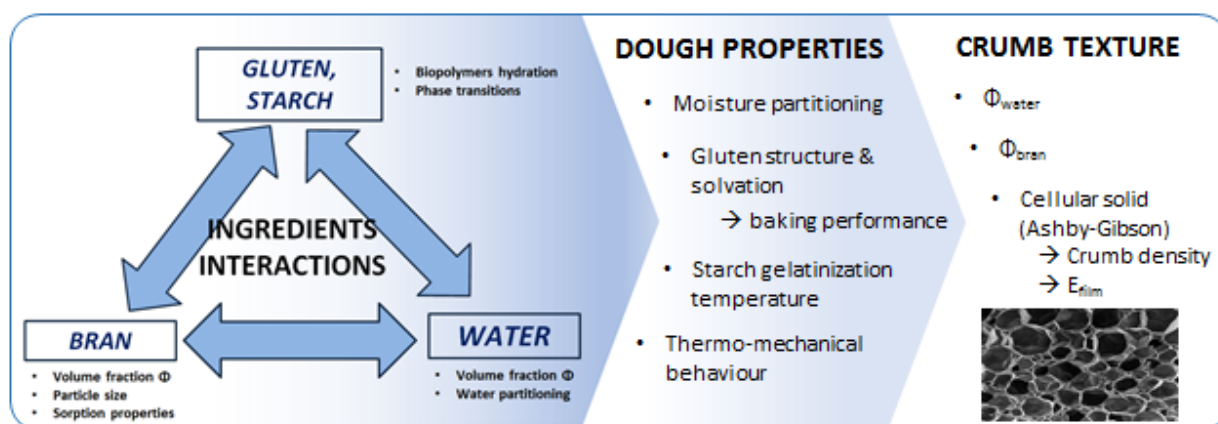 GLUTEN,
STARCH
• Biopolymers hydration
• Phase transitions
INGREDIENTS
INTERACTIONS
BRAN
• Volume fraction Φ
• Particle size
• Sorption properties
WATER
• Volume fraction Φ
• Water partitioning
DOUGH PROPERTIES
• Moisture partitioning
• Gluten structure &
solvation
→ baking performance
• Starch gelatinization
temperature
• Thermo-mechanical
behaviour
CRUMB TEXTURE
• Φwater
• Φbran
• Cellular solid
(Ashby-Gibson)
→ Crumb density
→ Efilm